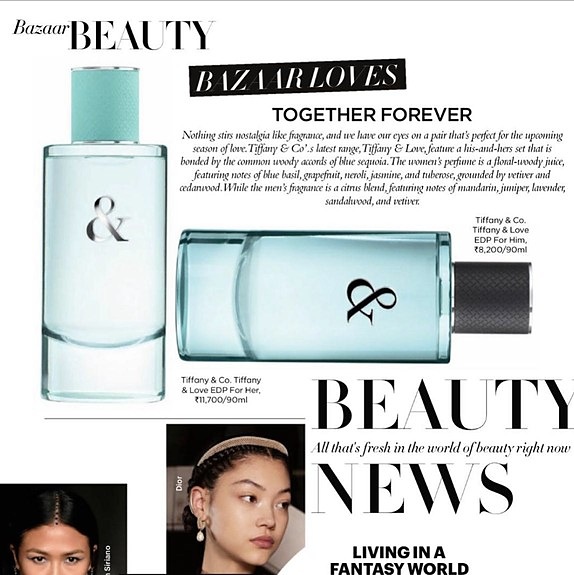 Bazaar BEAUTY
BAZAAR LOVES
TOGETHER FOREVER
Nothing stirs nostalgia like fragrance, and we have our eyes on a pair that's perfect for the upcoming
season of love. Tiffany & Co'.s latest range, Tiffany & Love, feature a his-and-hers set that is
bonded by the common woody accords of blue sequoia. The women's perfume is a floral-woody juice,
featuring notes of blue basil, grapefruit, neroli, jasmine, and tuberose, grounded by vetiver and
cedarwood. While the men's fragrance is a citrus blend, featuring notes of mandarin, juniper, lavender,
sandalwood, and vetiver.
Tiffany & Co.
Tiffany & Love
EDP For Him,
₹8,200/90ml
&
&
Tiffany & Co. Tiffany
& Love EDP For Her,
₹11,700/90ml
BEAUTY
All that's fresh in the world of beauty right now
NEWS
Dior
Siriano
LIVING IN A
FANTASY WORLD